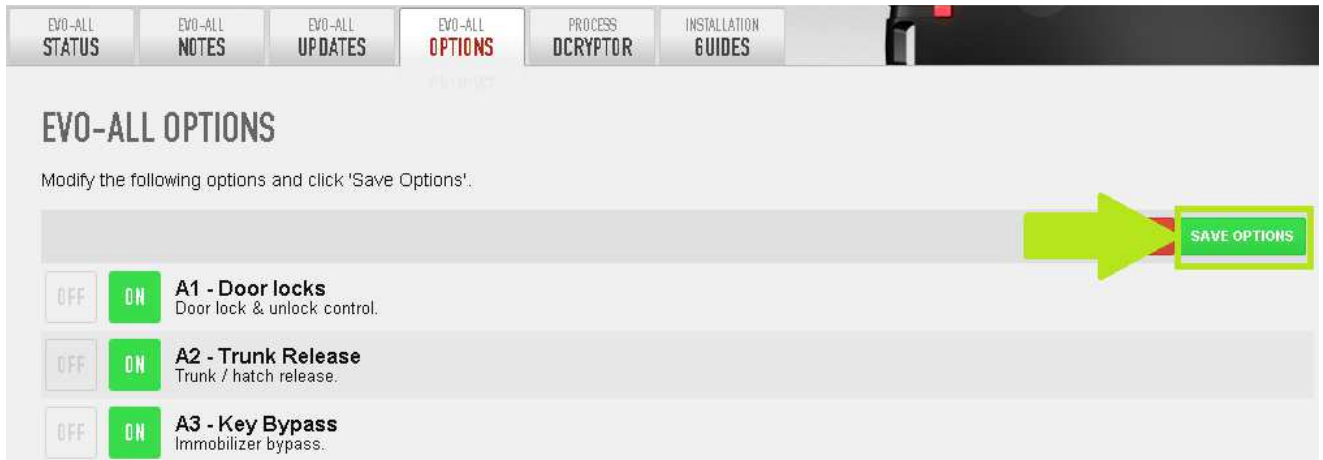 EVO-ALL
STATUS
EVO-ALL
NOTES
EVO-ALL
UPDATES
EVO-ALL
OPTIONS
PROCESS
DCRYPTOR
INSTALLATION
GUIDES
EVO-ALL OPTIONS
Modify the following options and click 'Save Options'.
SAVE OPTIONS
OFF ON A1 - Door locks
Door lock & unlock control.
OFF ON A2 - Trunk Release
Trunk / hatch release.
OFF ON A3 - Key Bypass
Immobilizer bypass.